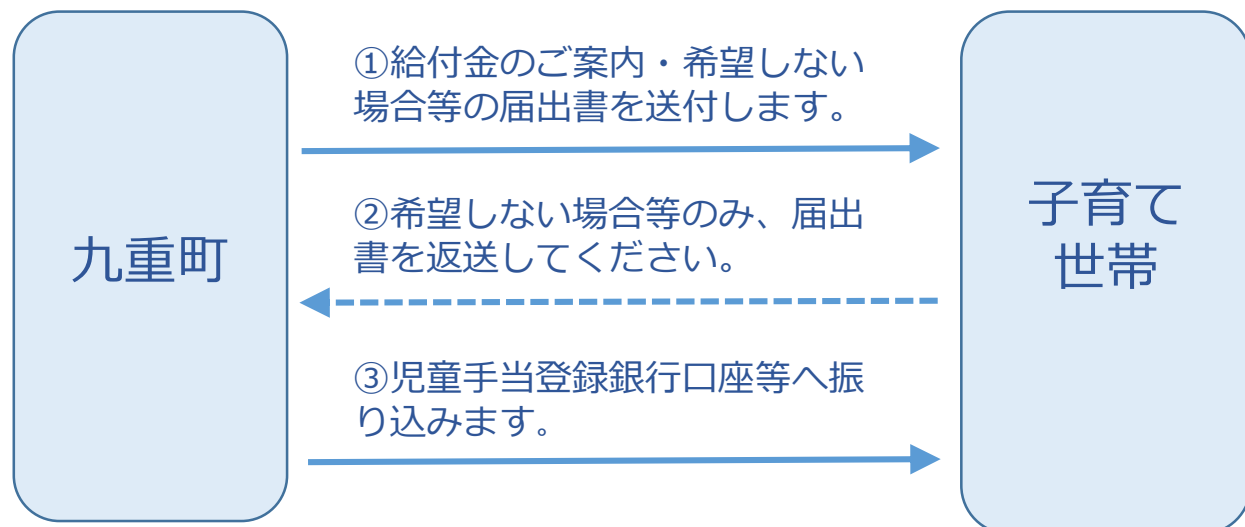 九重町
①給付金のご案内・希望しない
場合等の届出書を送付します。
②希望しない場合等のみ、届出
書を返送してください。
③児童手当登録銀行口座等へ振
り込みます。
子育て
世帯